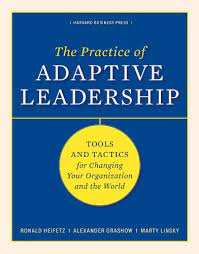 HARVARD BUSINESS PRESS
The Practice of
ADAPTIVE
LEADERSHIP
TOOLS
AND TACTICS
for Changing
Your Organization
and the World
RONALD HEIFETZ | ALEXANDER GRASHOW | MARTY LINSKY